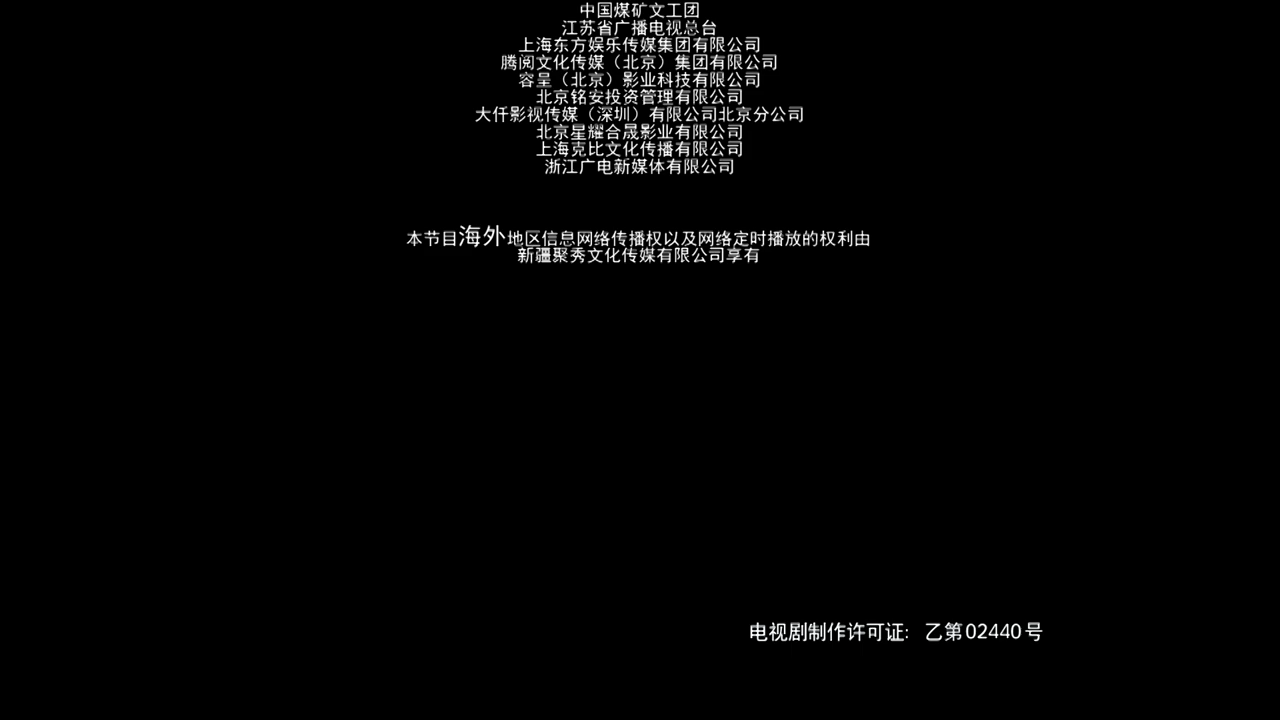 中国煤矿文工团
江苏省广播电视总台
上海东方娱乐传媒集团有限公司
腾阅文化传媒（北京）集团有限公司
容呈（北京）影业科技有限公司
北京铭安投资管理有限公司
大仟影视传媒（深圳）有限公司北京分公司
北京星耀合晟影业有限公司
上海克比文化传播有限公司
浙江广电新媒体有限公司
本节目海外地区信息网络传播权以及网络定时播放的权利由
新疆聚秀文化传媒有限公司享有
电视剧制作许可证: 乙第02440号